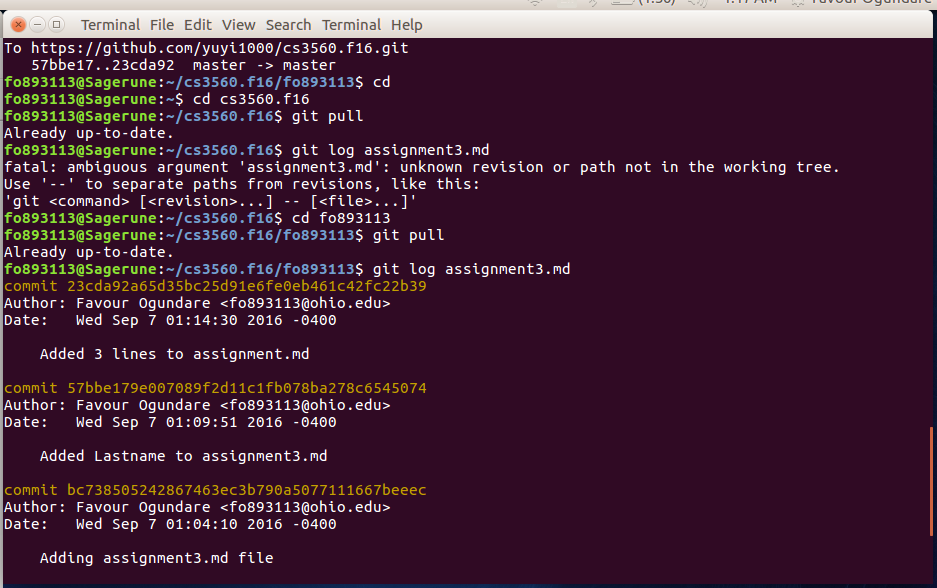 Terminal File Edit View Search Terminal Help
To https://github.com/yuyi1000/cs3560.f16.git
   57bbe17..23cda92  master -> master
fo893113@Sagerune:~/cs3560.f16/fo893113$ cd
fo893113@Sagerune:~$ cd cs3560.f16
fo893113@Sagerune:~/cs3560.f16$ git pull
Already up-to-date.
fo893113@Sagerune:~/cs3560.f16$ git log assignment3.md
fatal: ambiguous argument 'assignment3.md': unknown revision or path not in the working tree.
Use '--' to separate paths from revisions, like this:
'git <command> [<revision>...] -- [<file>...]'
fo893113@Sagerune:~/cs3560.f16$ cd fo893113
fo893113@Sagerune:~/cs3560.f16/fo893113$ git pull
Already up-to-date.
fo893113@Sagerune:~/cs3560.f16/fo893113$ git log assignment3.md
commit 23cda92a65d35bc25d91e6fe0eb461c42fc22b39
Author: Favour Ogundare <fo893113@ohio.edu>
Date:   Wed Sep 7 01:14:30 2016 -0400

    Added 3 lines to assignment.md

commit 57bbe179e007089f2d11c1fb078ba278c6545074
Author: Favour Ogundare <fo893113@ohio.edu>
Date:   Wed Sep 7 01:09:51 2016 -0400

    Added Lastname to assignment3.md

commit bc738505242867463ec3b790a5077111667beeec
Author: Favour Ogundare <fo893113@ohio.edu>
Date:   Wed Sep 7 01:04:10 2016 -0400

    Adding assignment3.md file